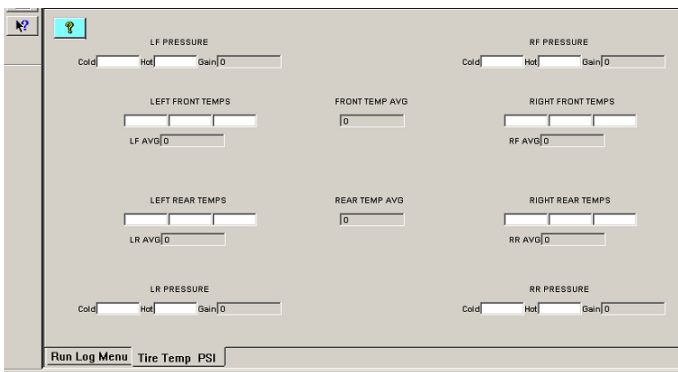 ?
?
LF PRESSURE RF PRESSURE
Cold Hot Gain 0 Cold Hot Gain 0
LEFT FRONT TEMPS FRONT TEMP AVG RIGHT FRONT TEMPS
0
LF AVG 0 RF AVG 0
LEFT REAR TEMPS REAR TEMP AVG RIGHT REAR TEMPS
0
LR AVG 0 RR AVG 0
LR PRESSURE RR PRESSURE
Cold Hot Gain 0 Cold Hot Gain 0
Run Log Menu Tire Temp PSI